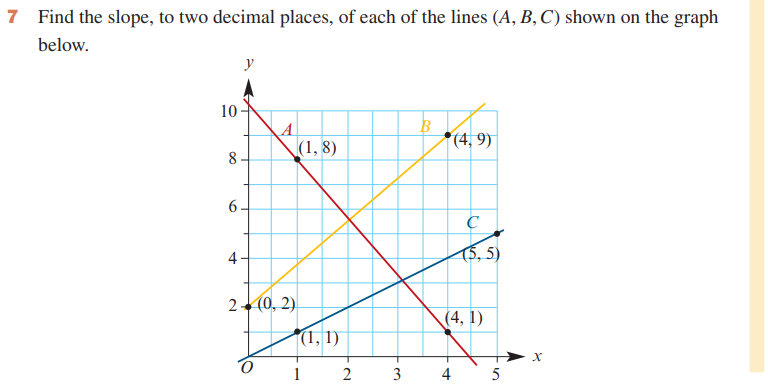 7 Find the slope, to two decimal places, of each of the lines (A, B, C) shown on the graph
below.
y
10
A
B
(1, 8)
(4, 9)
8
6
C
4
(5, 5)
2
(0, 2)
(4, 1)
(1, 1)
x
O
1 2 3 4 5